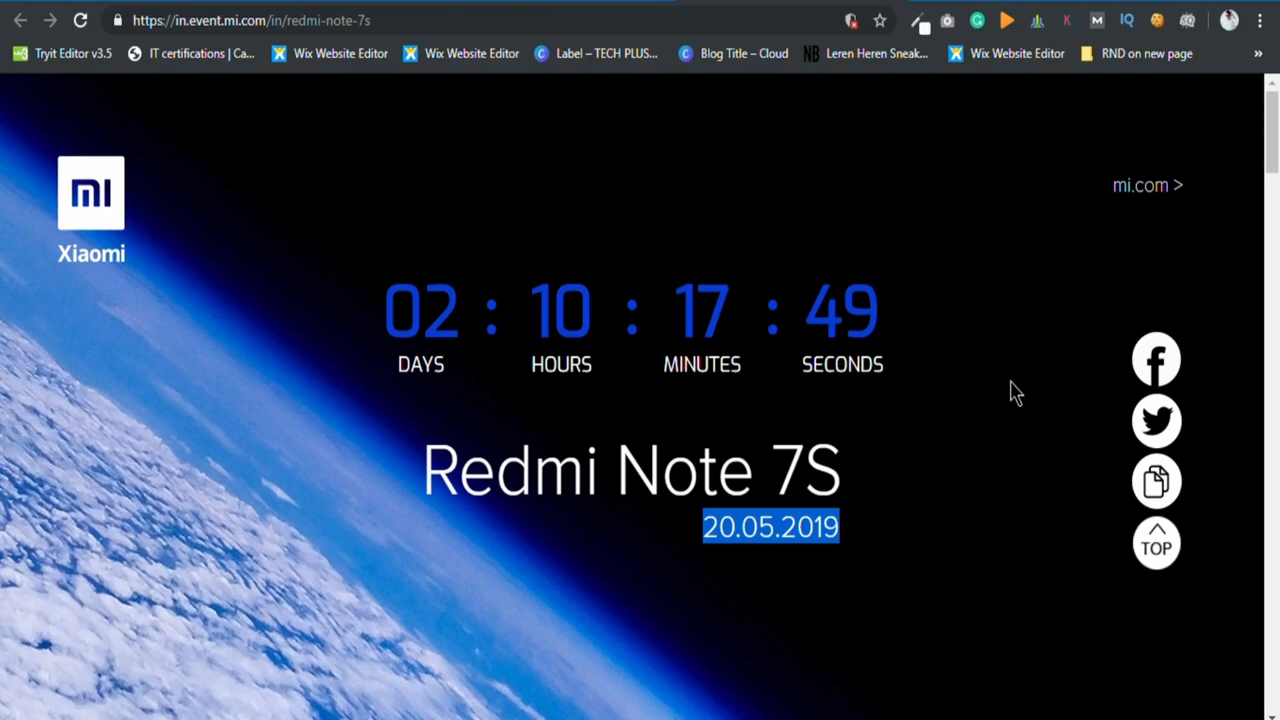 https://in.event.mi.com/in/redmi-note-7s
Tryit Editor v3.5 IT certifications | Ca... Wix Website Editor Wix Website Editor Label – TECH PLUS... Blog Title – Cloud NB Leren Heren Sneak... Wix Website Editor RND on new page »
mi
Xiaomi
mi.com >
02 : 10 : 17 : 49
DAYS HOURS MINUTES SECONDS
Redmi Note 7S
20.05.2019
TOP